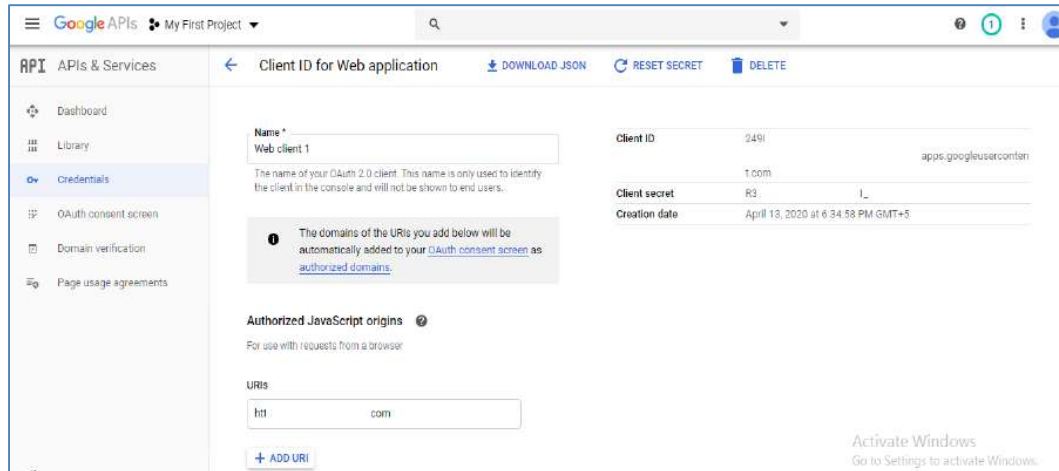 Google APIs My First Project 1
API APIs & Services
Client ID for Web application DOWNLOAD JSON RESET SECRET DELETE
Dashboard
Library
Credentials
OAuth consent screen
Domain verification
Page usage agreements
Name *
Web client 1
The name of your OAuth 2.0 client. This name is only used to identify
the client in the console and will not be shown to end users.
The domains of the URIs you add below will be
automatically added to your OAuth consent screen as
authorized domains.
Authorized JavaScript origins
For use with requests from a browser
URIs
htt com
+ ADD URI
Client ID 249
apps.googleuserconten
t.com
Client secret R3
Creation date April 13, 2020 at 6:34:58 PM GMT+5
Activate Windows
Go to Settings to activate Windows.